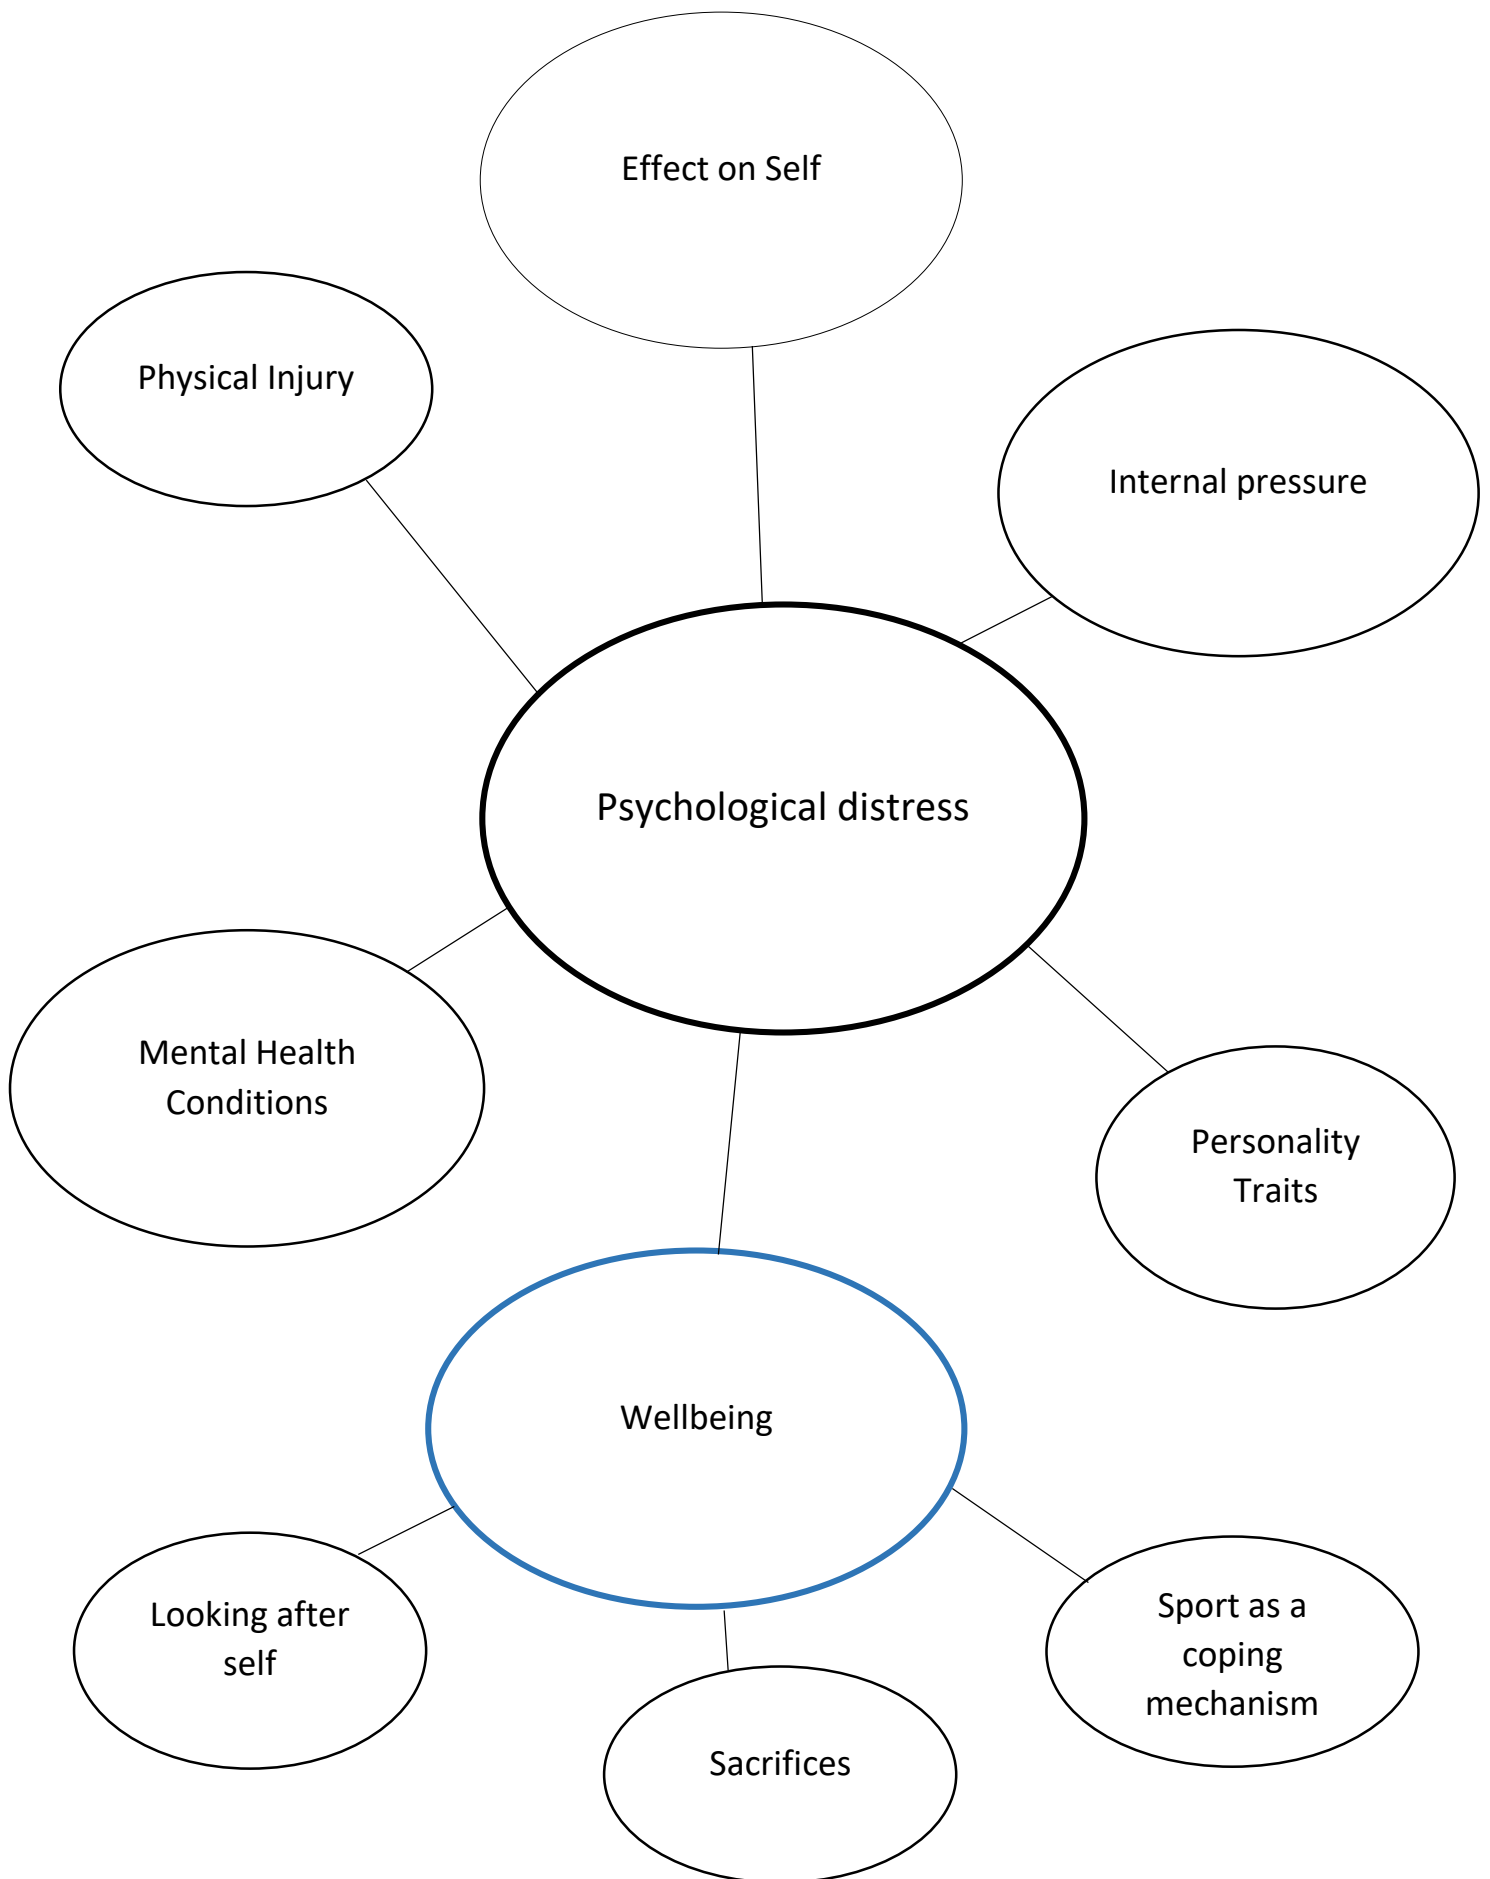 Effect on Self
Physical Injury
Internal pressure
Psychological distress
Mental Health
Conditions
Personality
Traits
Wellbeing
Looking after
self
Sport as a
coping
mechanism
Sacrifices